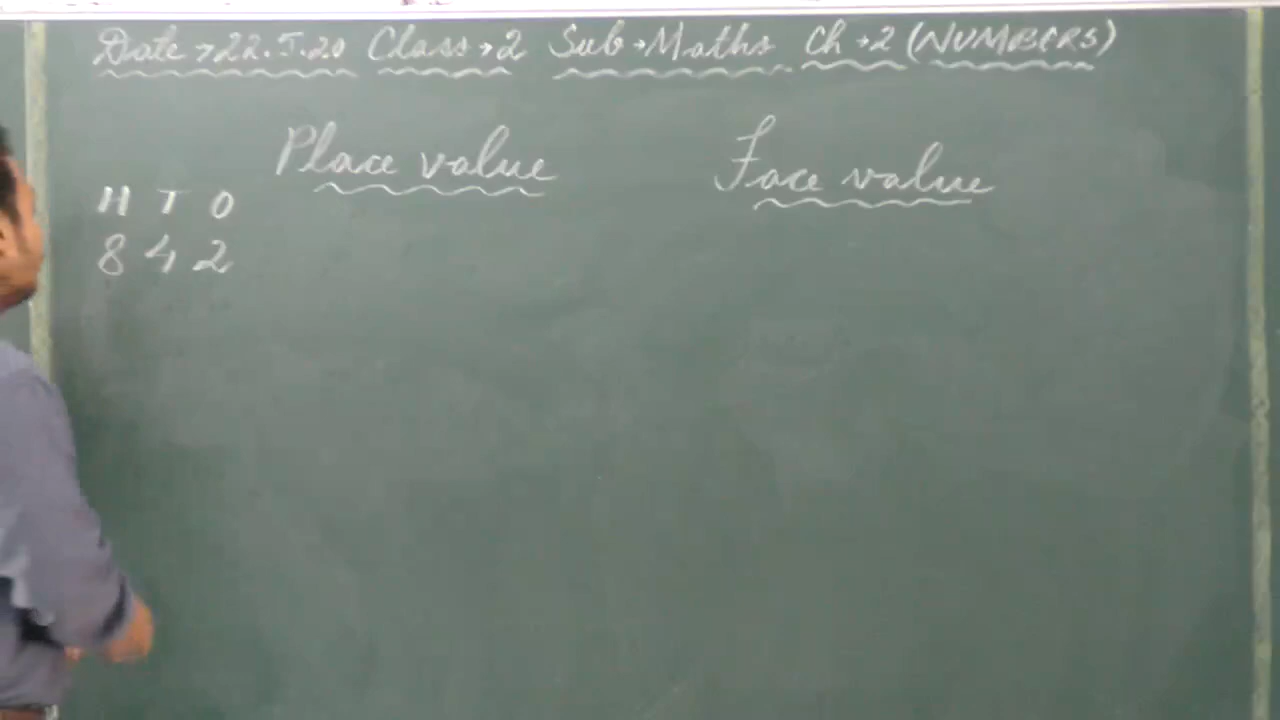 Date → 22.5.20 Class → 2 Sub → Maths Ch → 2 (NUMBERS)
Place value Face value
H T O
8 4 2